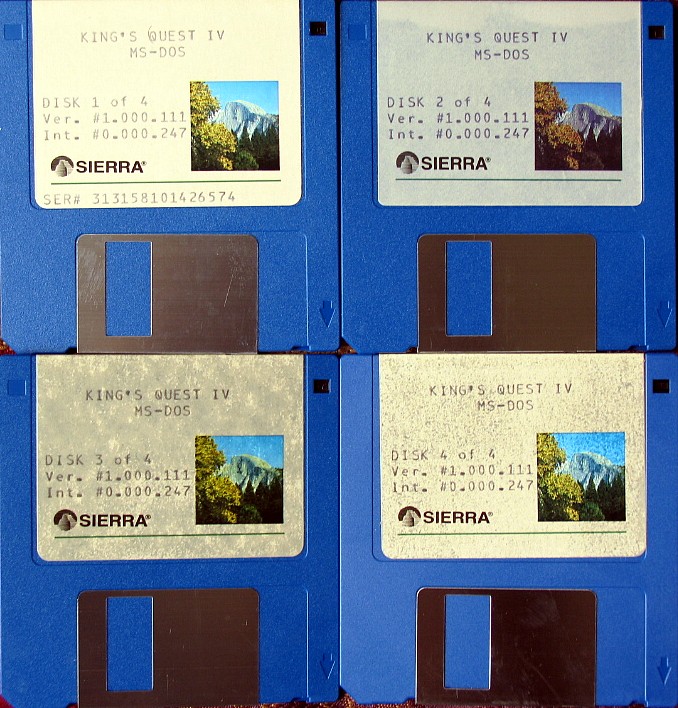 KING'S QUEST IV
MS-DOS
DISK 1 of 4
Ver. #1.000.111
Int. #0.000.247
SIERRA®
SER# 313158101426574
KING'S QUEST IV
MS-DOS
DISK 2 of 4
Ver. #1.000.111
Int. #0.000.247
SIERRA®
KING'S QUEST IV
MS-DOS
DISK 3 of 4
Ver. #1.000.111
Int. #0.000.247
SIERRA®
KING'S QUEST IV
MS-DOS
DISK 4 of 4
Ver. #1.000.111
Int. #0.000.247
SIERRA®